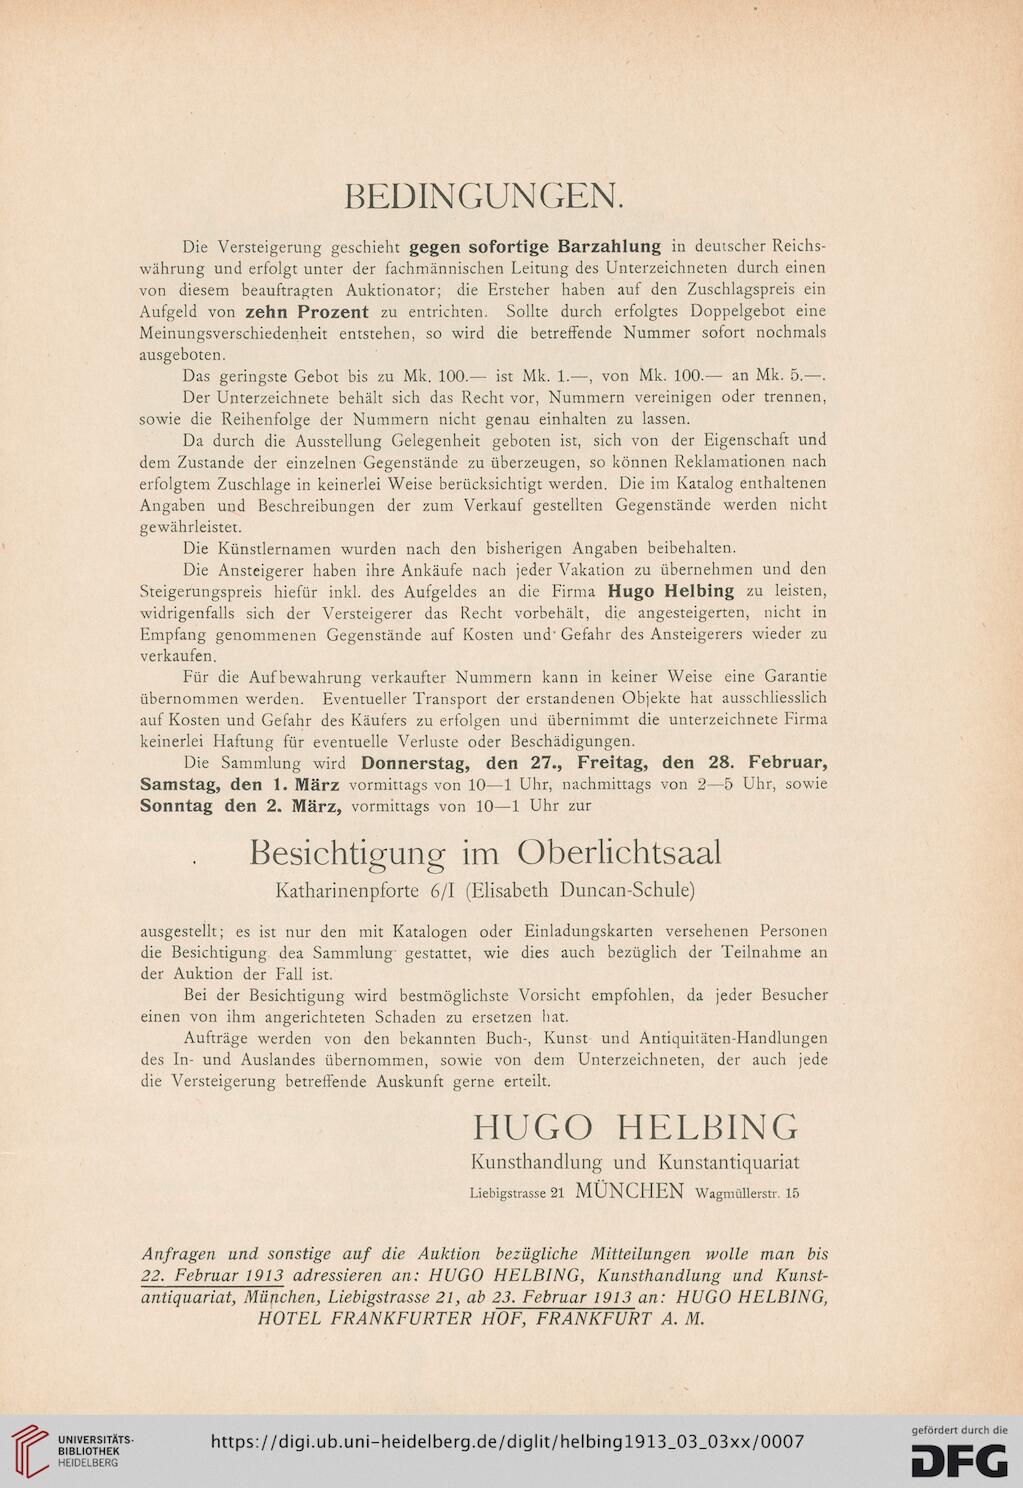 BEDINGUNGEN.
Die Versteigerung geschieht gegen sofortige Barzahlung in deutscher Reichs-
währung und erfolgt unter der fachmännischen Leitung des Unterzeichneten durch einen
von diesem beauftragten Auktionator; die Ersteher haben auf den Zuschlagspreis ein
Aufgeld von zehn Prozent zu entrichten. Sollte durch erfolgtes Doppelgebot eine
Meinungsverschiedenheit entstehen, so wird die betreffende Nummer sofort nochmals
ausgeboten.
Das geringste Gebot bis zu Mk. 100.— ist Mk. 1.—, von Mk. 100.— an Mk. 5.—.
Der Unterzeichnete behält sich das Recht vor, Nummern vereinigen oder trennen,
sowie die Reihenfolge der Nummern nicht genau einhalten zu lassen.
Da durch die Ausstellung Gelegenheit geboten ist, sich von der Eigenschaft und
dem Zustande der einzelnen Gegenstände zu überzeugen, so können Reklamationen nach
erfolgtem Zuschlage in keinerlei Weise berücksichtigt werden. Die im Katalog enthaltenen
Angaben und Beschreibungen der zum Verkauf gestellten Gegenstände werden nicht
gewährleistet.
Die Künstlernamen wurden nach den bisherigen Angaben beibehalten.
Die Ansteigerer haben ihre Ankäufe nach jeder Vakation zu übernehmen und den
Steigerungspreis hiefür inkl. des Aufgeldes an die Firma Hugo Helbing zu leisten,
widrigenfalls sich der Versteigerer das Recht vorbehält, die angesteigerten, nicht in
Empfang genommenen Gegenstände auf Kosten und Gefahr des Ansteigerers wieder zu
verkaufen.
Für die Aufbewahrung verkaufter Nummern kann in keiner Weise eine Garantie
übernommen werden. Eventueller Transport der erstandenen Objekte hat ausschliesslich
auf Kosten und Gefahr des Käufers zu erfolgen und übernimmt die unterzeichnete Firma
keinerlei Haftung für eventuelle Verluste oder Beschädigungen.
Die Sammlung wird Donnerstag, den 27., Freitag, den 28. Februar,
Samstag, den 1. März vormittags von 10—1 Uhr, nachmittags von 2—5 Uhr, sowie
Sonntag den 2. März, vormittags von 10—1 Uhr zur
Besichtigung im Oberlichtsaal
Katharinenpforte 6/I (Elisabeth Duncan-Schule)
ausgestellt; es ist nur den mit Katalogen oder Einladungskarten versehenen Personen
die Besichtigung dea Sammlung gestattet, wie dies auch bezüglich der Teilnahme an
der Auktion der Fall ist.
Bei der Besichtigung wird bestmöglichste Vorsicht empfohlen, da jeder Besucher
einen von ihm angerichteten Schaden zu ersetzen hat.
Aufträge werden von den bekannten Buch-, Kunst- und Antiquitäten-Handlungen
des In- und Auslandes übernommen, sowie von dem Unterzeichneten, der auch jede
die Versteigerung betreffende Auskunft gerne erteilt.
HUGO HELBING
Kunsthandlung und Kunstantiquariat
Liebigstrasse 21 MÜNCHEN Wagmüllerstr. 15
Anfragen und sonstige auf die Auktion bezügliche Mitteilungen wolle man bis
22. Februar 1913 adressieren an: HUGO HELBING, Kunsthandlung und Kunst-
antiquariat, München, Liebigstrasse 21, ab 23. Februar 1913 an: HUGO HELBING,
HOTEL FRANKFURTER HOF, FRANKFURT A. M.
UNIVERSITÄTS-
BIBLIOTHEK
HEIDELBERG
https://digi.ub.uni-heidelberg.de/diglit/helbing1913_03_03xx/0007
gefördert durch die
DFG